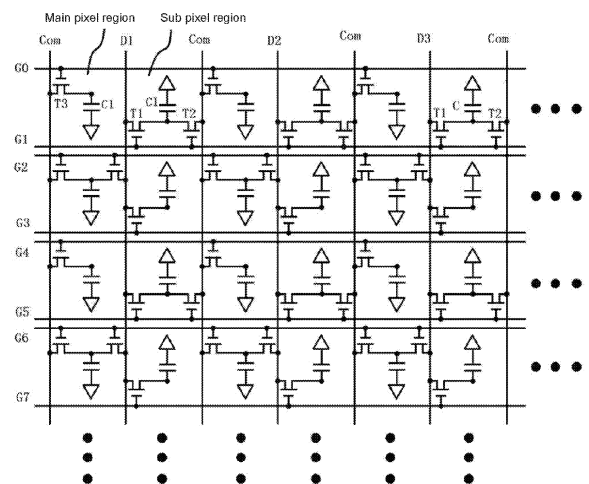 Main pixel region Sub pixel region
Com D1 Com D2 Com D3 Com
G0
T3 C1 C1 T1 T2 C T1 T2
G1
G2
G3
G4
G5
G6
G7